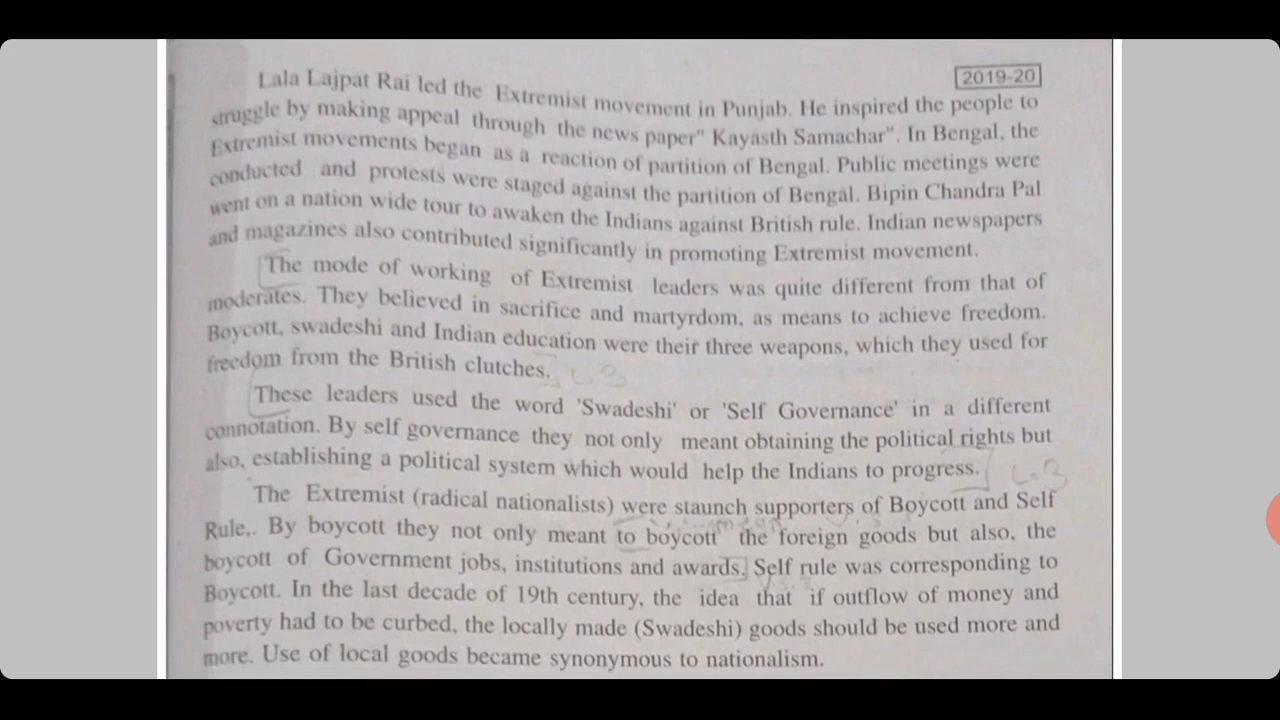 2019-20
Lala Lajpat Rai led the Extremist movement in Punjab. He inspired the people to
struggle by making appeal through the news paper" Kayasth Samachar". In Bengal, the
Extremist movements began as a reaction of partition of Bengal. Public meetings were
conducted and protests were staged against the partition of Bengal. Bipin Chandra Pal
went on a nation wide tour to awaken the Indians against British rule. Indian newspapers
and magazines also contributed significantly in promoting Extremist movement.
The mode of working of Extremist leaders was quite different from that of
moderates. They believed in sacrifice and martyrdom, as means to achieve freedom.
Boycott, swadeshi and Indian education were their three weapons, which they used for
freedom from the British clutches.
These leaders used the word 'Swadeshi' or 'Self Governance' in a different
connotation. By self governance they not only meant obtaining the political rights but
also, establishing a political system which would help the Indians to progress.
The Extremist (radical nationalists) were staunch supporters of Boycott and Self
Rule,. By boycott they not only meant to boycott the foreign goods but also, the
boycott of Government jobs, institutions and awards. Self rule was corresponding to
Boycott. In the last decade of 19th century, the idea that if outflow of money and
poverty had to be curbed, the locally made (Swadeshi) goods should be used more and
more. Use of local goods became synonymous to nationalism.